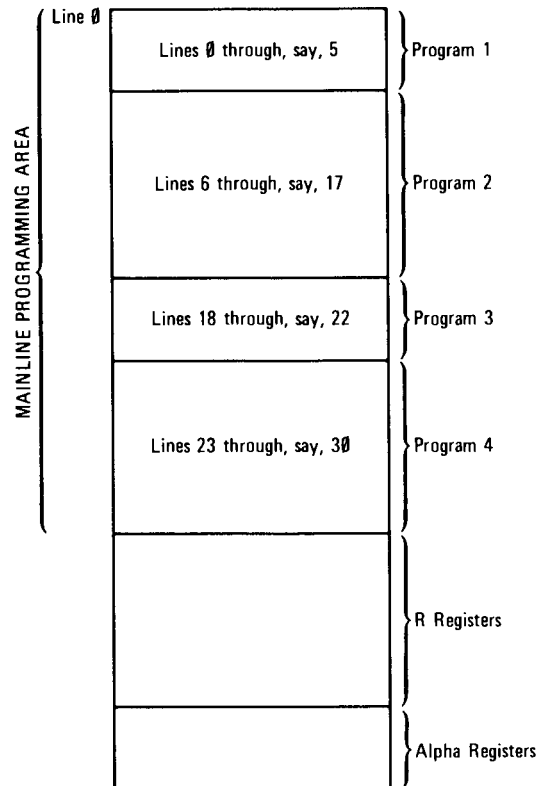 Line Ø
Lines Ø through, say, 5
Program 1
Lines 6 through, say, 17
Program 2
MAINLINE PROGRAMMING AREA
Lines 18 through, say, 22
Program 3
Lines 23 through, say, 3Ø
Program 4
R Registers
Alpha Registers